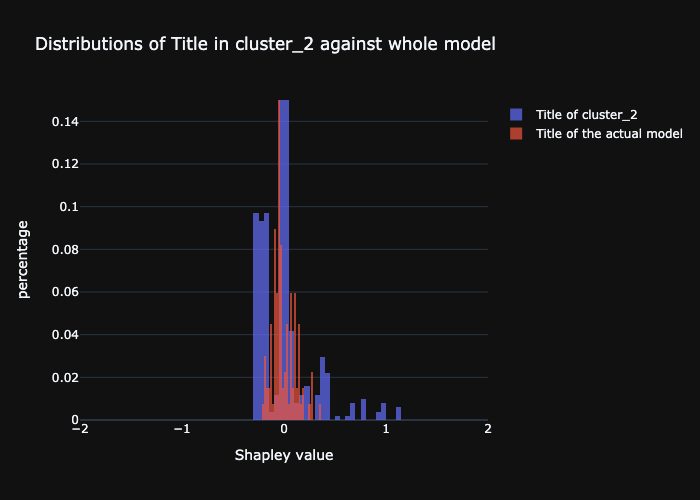 Distributions of Title in cluster_2 against whole model
Title of cluster_2
Title of the actual model
0.14
0.12
0.1
0.08
0.06
0.04
0.02
0
percentage
−2
−1
0
1
2
Shapley value